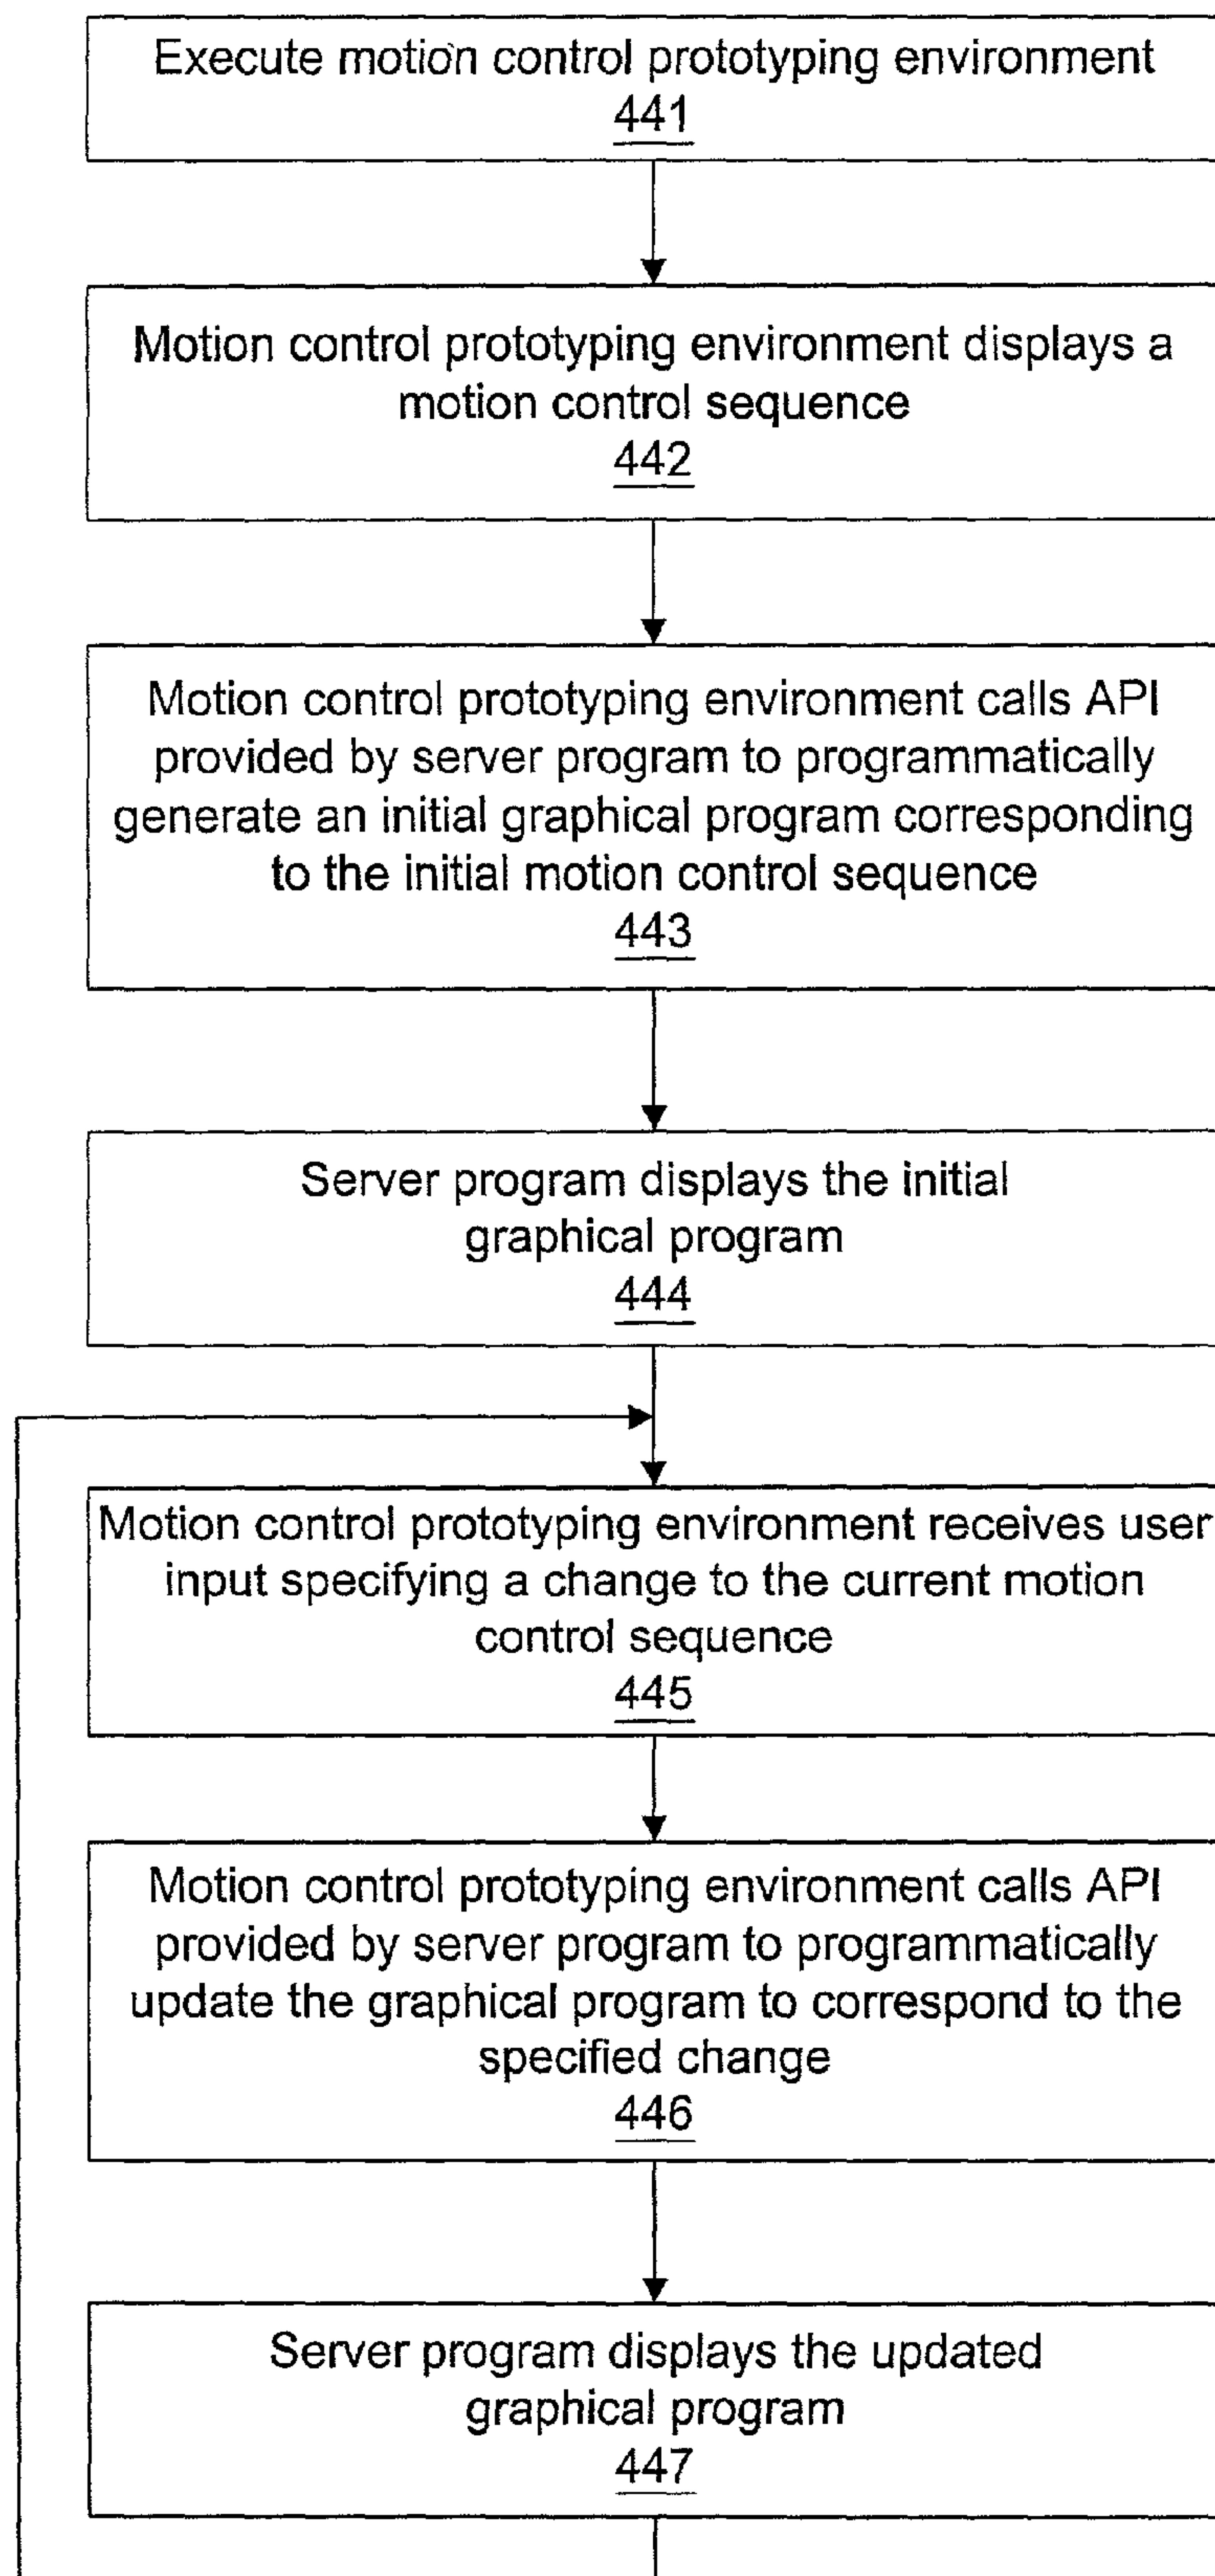 Execute motion control prototyping environment
441
Motion control prototyping environment displays a
motion control sequence
442
Motion control prototyping environment calls API
provided by server program to programmatically
generate an initial graphical program corresponding
to the initial motion control sequence
443
Server program displays the initial
graphical program
444
Motion control prototyping environment receives user
input specifying a change to the current motion
control sequence
445
Motion control prototyping environment calls API
provided by server program to programmatically
update the graphical program to correspond to the
specified change
446
Server program displays the updated
graphical program
447